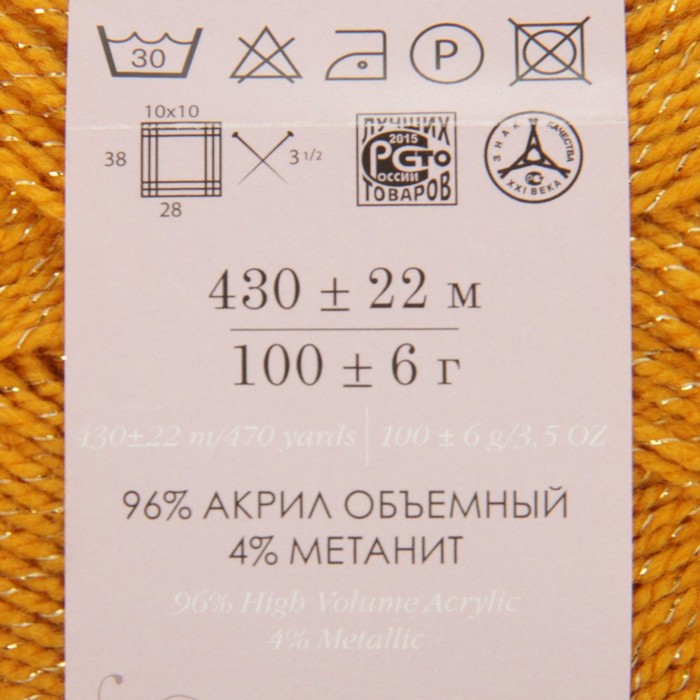 30 P
10x10
38 3 1/2
28
ЛУЧШИХ
2015
РСТО
РОССИИ
ТОВАРОВ
ЗНАК КАЧЕСТВА
XXI ВЕКА
430 ± 22 м
100 ± 6 г
430±22 m/470 yards | 100 ± 6 g/3,5 OZ
96% АКРИЛ ОБЪЕМНЫЙ
4% МЕТАНИТ
96% High Volume Acrylic
4% Metallic